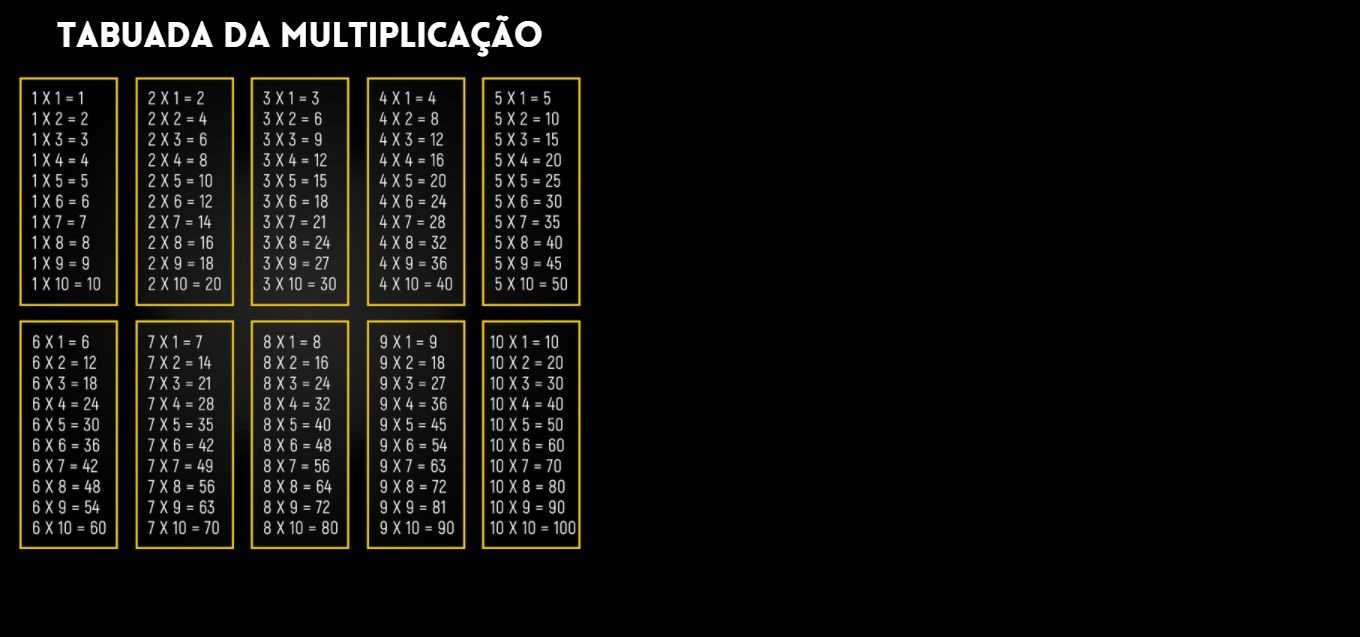 TABUADA DA MULTIPLICAÇÃO
1 X 1 = 1
1 X 2 = 2
1 X 3 = 3
1 X 4 = 4
1 X 5 = 5
1 X 6 = 6
1 X 7 = 7
1 X 8 = 8
1 X 9 = 9
1 X 10 = 10
2 X 1 = 2
2 X 2 = 4
2 X 3 = 6
2 X 4 = 8
2 X 5 = 10
2 X 6 = 12
2 X 7 = 14
2 X 8 = 16
2 X 9 = 18
2 X 10 = 20
3 X 1 = 3
3 X 2 = 6
3 X 3 = 9
3 X 4 = 12
3 X 5 = 15
3 X 6 = 18
3 X 7 = 21
3 X 8 = 24
3 X 9 = 27
3 X 10 = 30
4 X 1 = 4
4 X 2 = 8
4 X 3 = 12
4 X 4 = 16
4 X 5 = 20
4 X 6 = 24
4 X 7 = 28
4 X 8 = 32
4 X 9 = 36
4 X 10 = 40
5 X 1 = 5
5 X 2 = 10
5 X 3 = 15
5 X 4 = 20
5 X 5 = 25
5 X 6 = 30
5 X 7 = 35
5 X 8 = 40
5 X 9 = 45
5 X 10 = 50
6 X 1 = 6
6 X 2 = 12
6 X 3 = 18
6 X 4 = 24
6 X 5 = 30
6 X 6 = 36
6 X 7 = 42
6 X 8 = 48
6 X 9 = 54
6 X 10 = 60
7 X 1 = 7
7 X 2 = 14
7 X 3 = 21
7 X 4 = 28
7 X 5 = 35
7 X 6 = 42
7 X 7 = 49
7 X 8 = 56
7 X 9 = 63
7 X 10 = 70
8 X 1 = 8
8 X 2 = 16
8 X 3 = 24
8 X 4 = 32
8 X 5 = 40
8 X 6 = 48
8 X 7 = 56
8 X 8 = 64
8 X 9 = 72
8 X 10 = 80
9 X 1 = 9
9 X 2 = 18
9 X 3 = 27
9 X 4 = 36
9 X 5 = 45
9 X 6 = 54
9 X 7 = 63
9 X 8 = 72
9 X 9 = 81
9 X 10 = 90
10 X 1 = 10
10 X 2 = 20
10 X 3 = 30
10 X 4 = 40
10 X 5 = 50
10 X 6 = 60
10 X 7 = 70
10 X 8 = 80
10 X 9 = 90
10 X 10 = 100